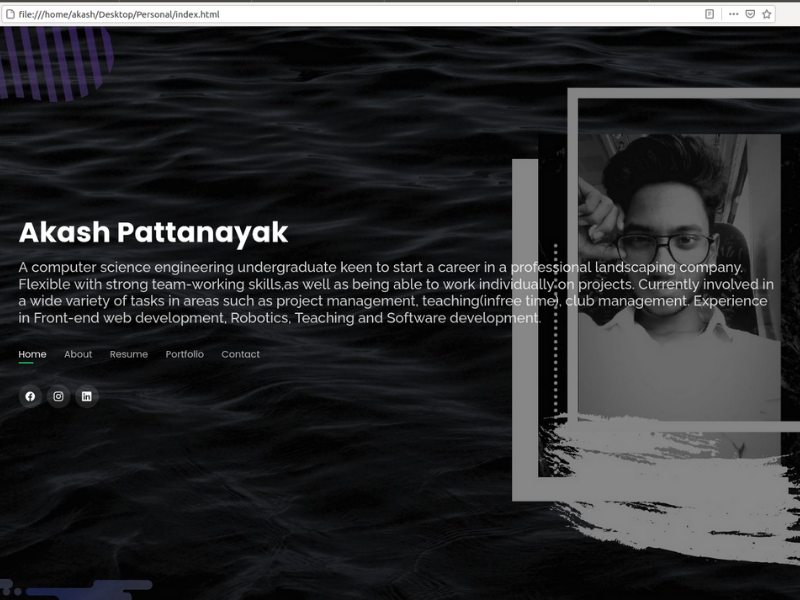 file:///home/akash/Desktop/Personal/index.html
Akash Pattanayak
A computer science engineering undergraduate keen to start a career in a professional landscaping company.
Flexible with strong team-working skills,as well as being able to work individually on projects. Currently involved in
a wide variety of tasks in areas such as project management, teaching(infree time), club management. Experience
in Front-end web development, Robotics, Teaching and Software development.
Home About Resume Portfolio Contact